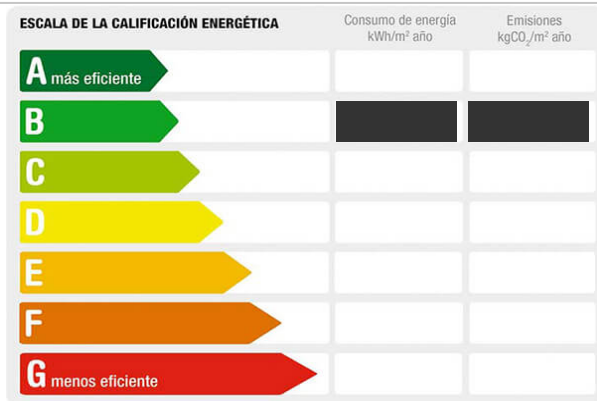 ESCALA DE LA CALIFICACIÓN ENERGÉTICA
Consumo de energía
kWh/m² año
Emisiones
kgCO₂/m² año
A más eficiente
B
C
D
E
F
G menos eficiente